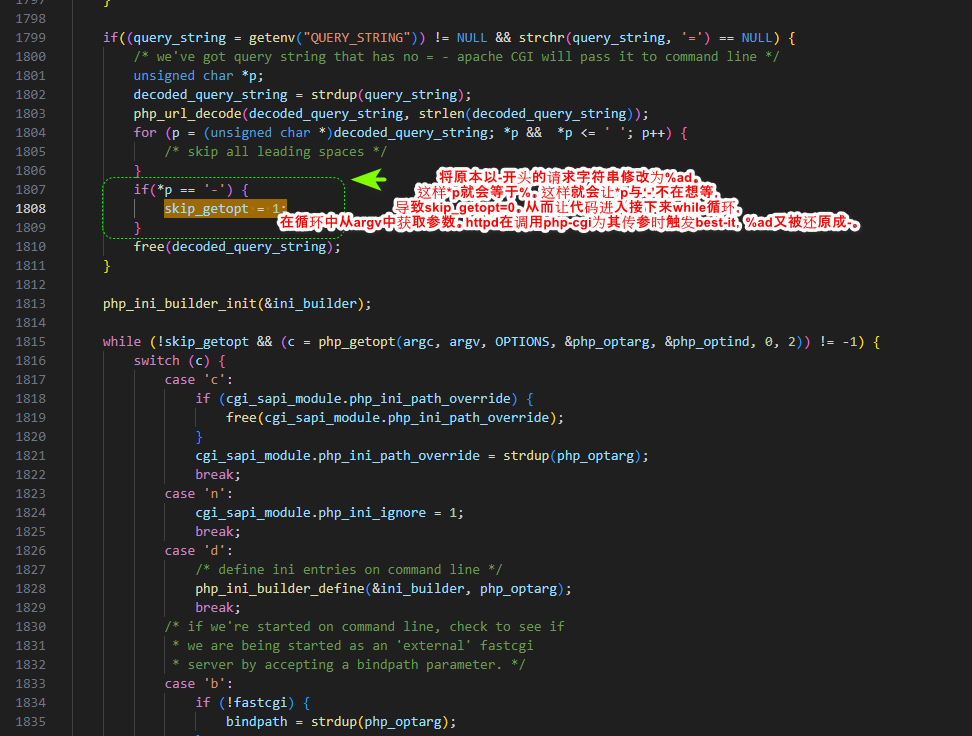 1797 }
1798
1799 if((query_string = getenv("QUERY_STRING")) != NULL && strchr(query_string, '=') == NULL) {
1800 /* we've got query string that has no = - apache CGI will pass it to command line */
1801 unsigned char *p;
1802 decoded_query_string = strdup(query_string);
1803 php_url_decode(decoded_query_string, strlen(decoded_query_string));
1804 for (p = (unsigned char *)decoded_query_string; *p &&  *p <= ' '; p++) {
1805 /* skip all leading spaces */
1806 }
将原本以-开头的请求字符串修改为%ad。
1807 if(*p == '-') {
这样*p就会等于%。这样就会让*p与'-'不在想等,
1808 skip_getopt = 1;
导致skip_getopt=0，从而让代码进入接下来while循环,
1809 }
在循环中从argv中获取参数。httpd在调用php-cgi为其传参时触发best-it, %ad又被还原成-。
1810 free(decoded_query_string);
1811 }
1812
1813 php_ini_builder_init(&ini_builder);
1814
1815 while (!skip_getopt && (c = php_getopt(argc, argv, OPTIONS, &php_optarg, &php_optind, 0, 2)) != -1) {
1816 switch (c) {
1817 case 'c':
1818 if (cgi_sapi_module.php_ini_path_override) {
1819 free(cgi_sapi_module.php_ini_path_override);
1820 }
1821 cgi_sapi_module.php_ini_path_override = strdup(php_optarg);
1822 break;
1823 case 'n':
1824 cgi_sapi_module.php_ini_ignore = 1;
1825 break;
1826 case 'd':
1827 /* define ini entries on command line */
1828 php_ini_builder_define(&ini_builder, php_optarg);
1829 break;
1830 /* if we're started on command line, check to see if
1831 * we are being started as an 'external' fastcgi
1832 * server by accepting a bindpath parameter. */
1833 case 'b':
1834 if (!fastcgi) {
1835 bindpath = strdup(php_optarg);